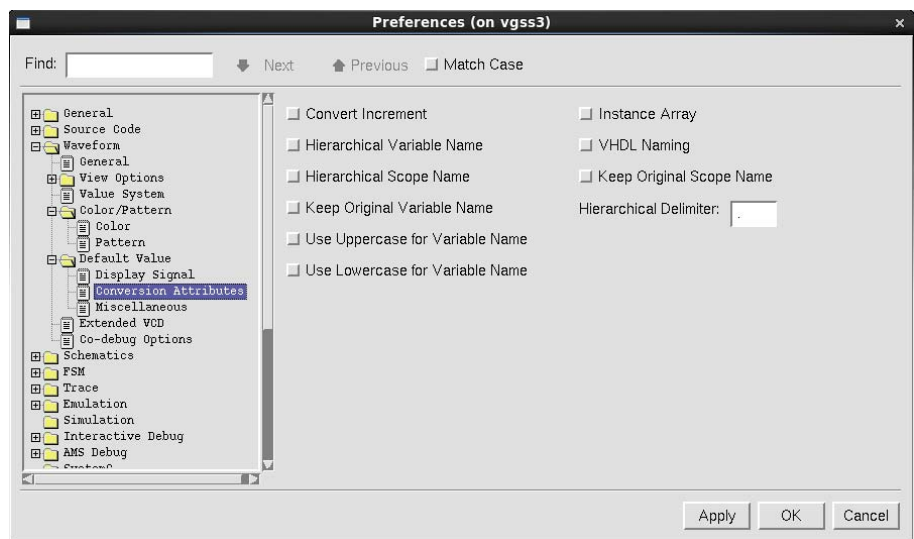 Preferences (on vgss3)
×
Find:
Next
Previous
Match Case
General
Source Code
Waveform
General
View Options
Value System
Color/Pattern
Color
Pattern
Default Value
Display Signal
Conversion Attributes
Miscellaneous
Extended VCD
Co-debug Options
Schematics
FSM
Trace
Emulation
Simulation
Interactive Debug
AMS Debug
Convert Increment
Hierarchical Variable Name
Hierarchical Scope Name
Keep Original Variable Name
Use Uppercase for Variable Name
Use Lowercase for Variable Name
Instance Array
VHDL Naming
Keep Original Scope Name
Hierarchical Delimiter: .
Apply
OK
Cancel